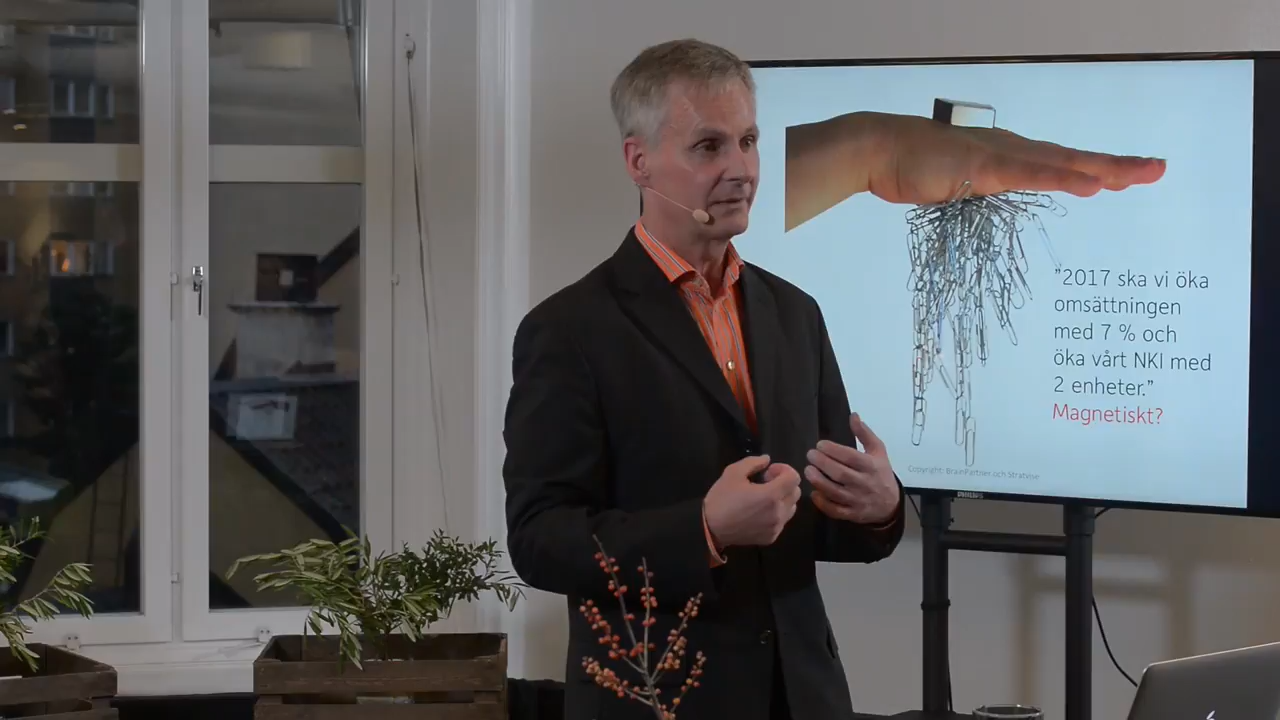 ”2017 ska vi öka
omsättningen
med 7 % och
öka vårt NKI med
2 enheter.”
Magnetiskt?
Copyright: BrainPartner och Stratelse
PHILIPS